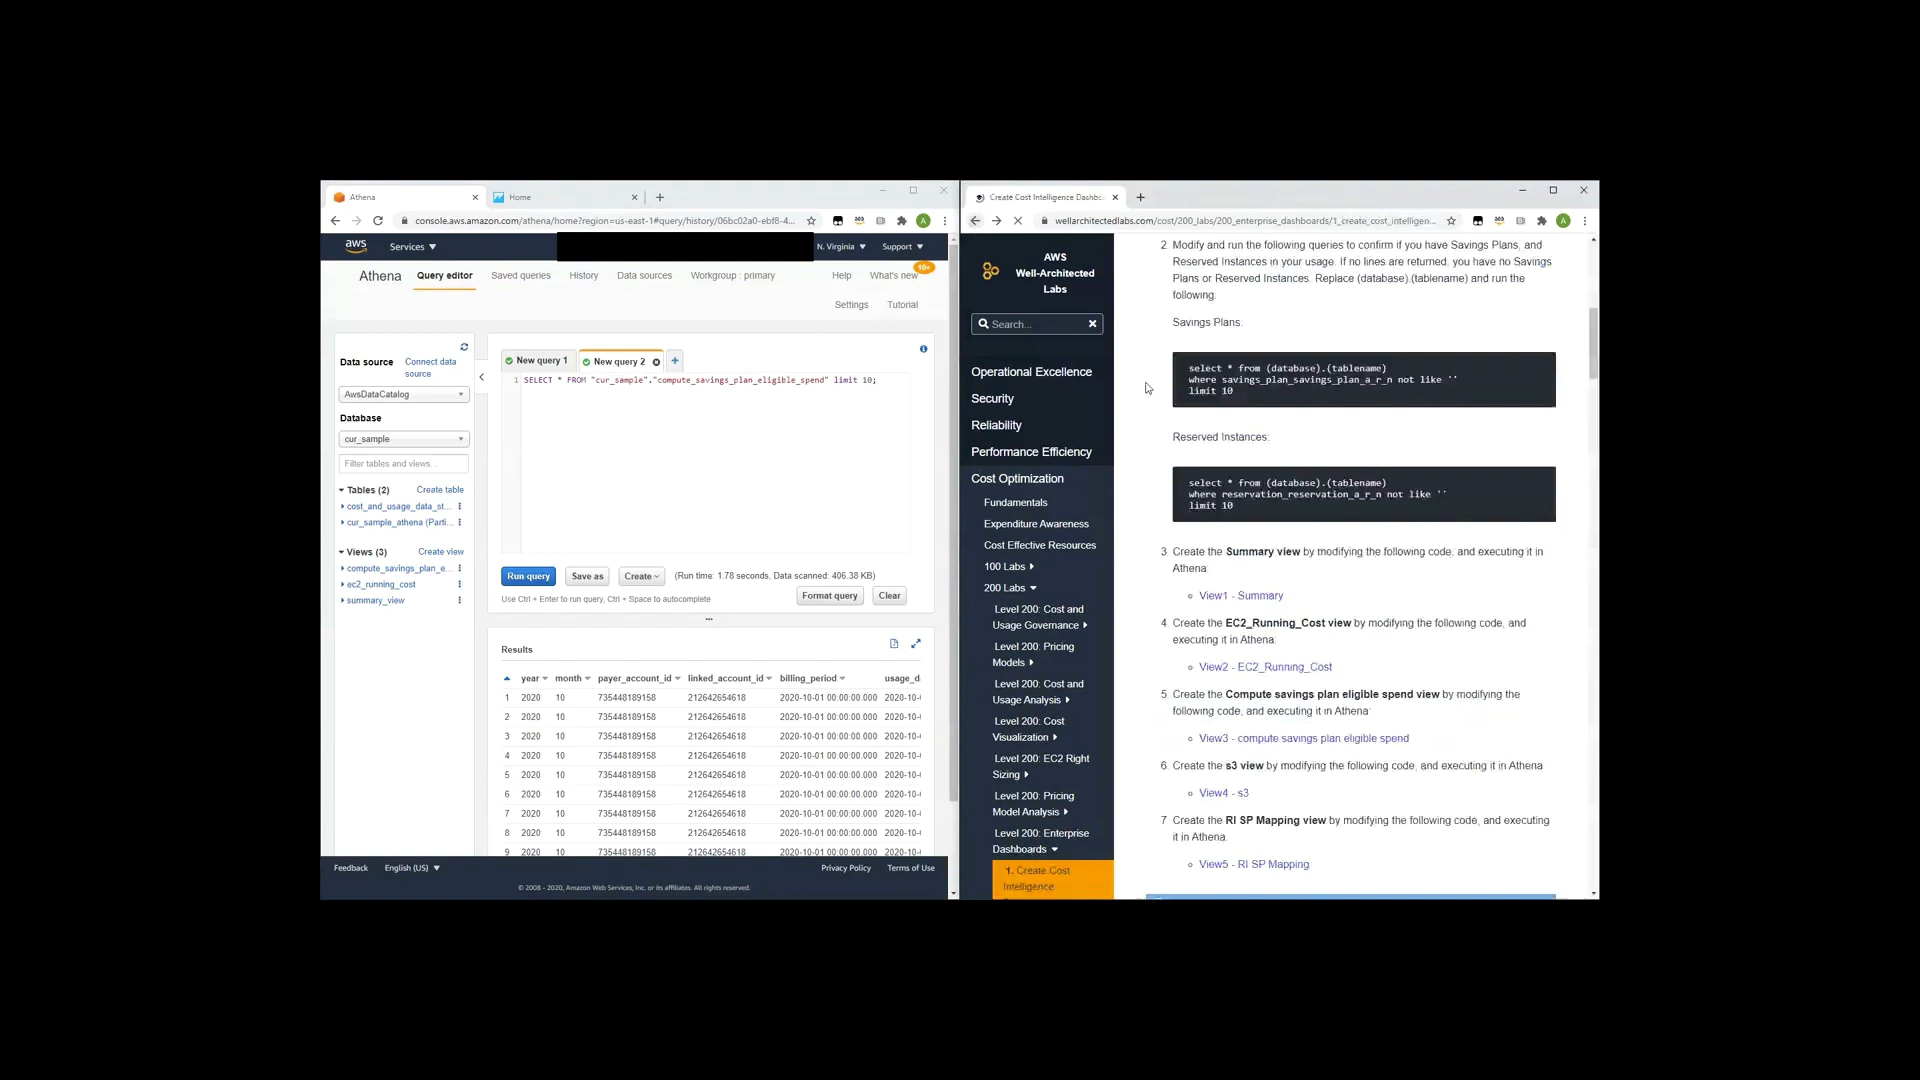 Athena
Home
console.aws.amazon.com/athena/home?region=us-east-1#query/history/06bc02a0-ebf8-4...
A
aws
Services
N. Virginia
Support
Athena
Query editor
Saved queries
History
Data sources
Workgroup : primary
Help
What's new
10+
Settings
Tutorial
Data source
Connect data
source
AwsDataCatalog
Database
cur_sample
Filter tables and views...
Tables (2)
Create table
cost_and_usage_data_st...
cur_sample_athena (Parti...
Views (3)
Create view
compute_savings_plan_e...
ec2_running_cost
summary_view
New query 1
New query 2
1 SELECT * FROM "cur_sample"."compute_savings_plan_eligible_spend" limit 10;
Run query
Save as
Create
(Run time: 1.78 seconds, Data scanned: 406.38 KB)
Use Ctrl + Enter to run query, Ctrl + Space to autocomplete
Format query
Clear
Results
year month payer_account_id linked_account_id billing_period usage_d
1 2020 10 735448189158 212642654618 2020-10-01 00:00:00.000 2020-10-
2 2020 10 735448189158 212642654618 2020-10-01 00:00:00.000 2020-10-
3 2020 10 735448189158 212642654618 2020-10-01 00:00:00.000 2020-10-
4 2020 10 735448189158 212642654618 2020-10-01 00:00:00.000 2020-10-
5 2020 10 735448189158 212642654618 2020-10-01 00:00:00.000 2020-10-
6 2020 10 735448189158 212642654618 2020-10-01 00:00:00.000 2020-10-
7 2020 10 735448189158 212642654618 2020-10-01 00:00:00.000 2020-10-
8 2020 10 735448189158 212642654618 2020-10-01 00:00:00.000 2020-10-
9 2020 10 735448189158 212642654618 2020-10-01 00:00:00.000 2020-10-
Feedback
English (US)
Privacy Policy
Terms of Use
© 2008 - 2020, Amazon Web Services, Inc. or its affiliates. All rights reserved.
Create Cost Intelligence Dashbo
wellarchitectedlabs.com/cost/200_labs/200_enterprise_dashboards/1_create_cost_intelligen...
A
AWS
Well-Architected
Labs
Search...
Operational Excellence
Security
Reliability
Performance Efficiency
Cost Optimization
Fundamentals
Expenditure Awareness
Cost Effective Resources
100 Labs
200 Labs
Level 200: Cost and
Usage Governance
Level 200: Pricing
Models
Level 200: Cost and
Usage Analysis
Level 200: Cost
Visualization
Level 200: EC2 Right
Sizing
Level 200: Pricing
Model Analysis
Level 200: Enterprise
Dashboards
1. Create Cost
Intelligence
2. Modify and run the following queries to confirm if you have Savings Plans, and
Reserved Instances in your usage. If no lines are returned, you have no Savings
Plans or Reserved Instances. Replace (database).(tablename) and run the
following:
Savings Plans:
select * from (database).(tablename)
where savings_plan_savings_plan_a_r_n not like ''
limit 10
Reserved Instances:
select * from (database).(tablename)
where reservation_reservation_a_r_n not like ''
limit 10
3 Create the Summary view by modifying the following code, and executing it in
Athena:
View1 - Summary
4 Create the EC2_Running_Cost view by modifying the following code, and
executing it in Athena:
View2 - EC2_Running_Cost
5 Create the Compute savings plan eligible spend view by modifying the
following code, and executing it in Athena:
View3 - compute savings plan eligible spend
6. Create the s3 view by modifying the following code, and executing it in Athena
View4 - s3
7 Create the RI SP Mapping view by modifying the following code, and executing
it in Athena
View5 - RI SP Mapping